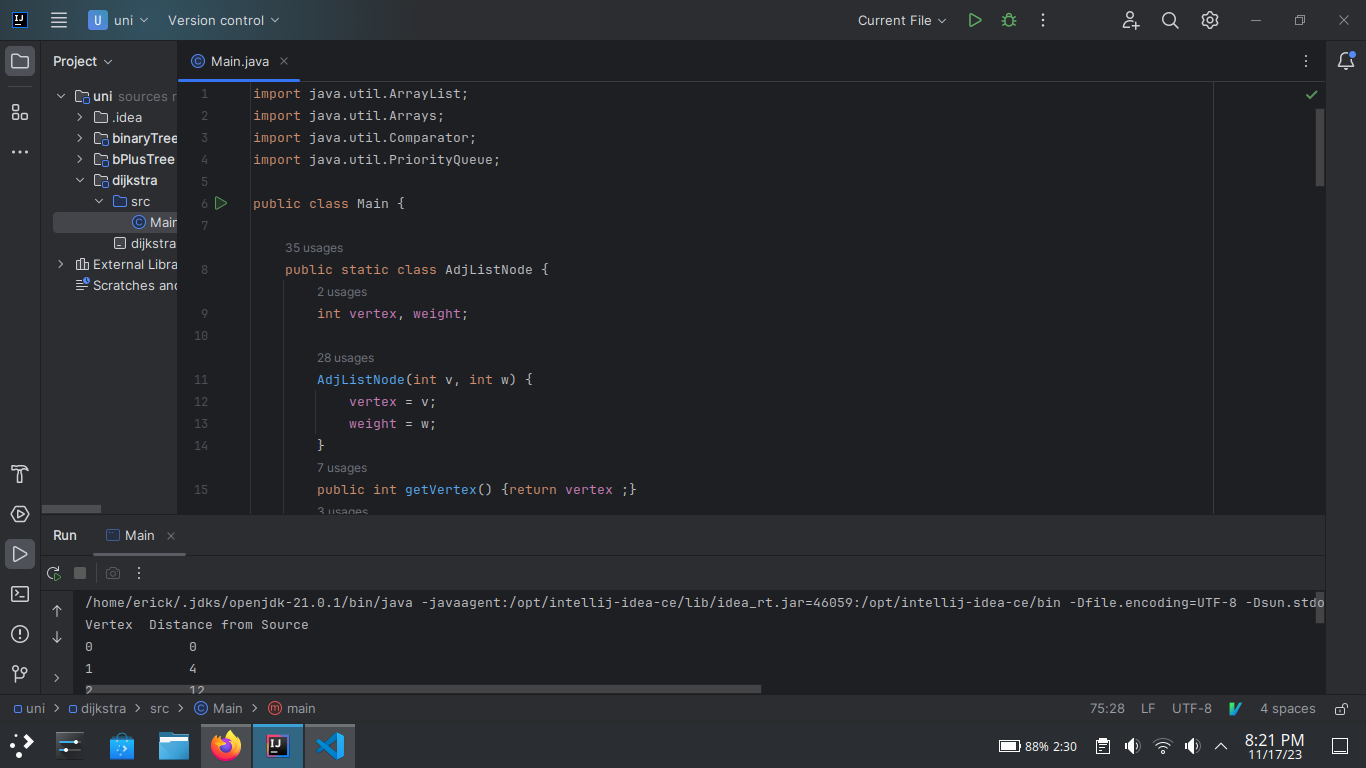 U uni Version control Current File
Project
Main.java
uni sources r
.idea
binaryTree
bPlusTree
dijkstra
src
Main
dijkstra
External Libra
Scratches and
1 import java.util.ArrayList;
2 import java.util.Arrays;
3 import java.util.Comparator;
4 import java.util.PriorityQueue;
5
6 public class Main {
7
35 usages
8 public static class AdjListNode {
2 usages
9 int vertex, weight;
10
28 usages
11 AdjListNode(int v, int w) {
12 vertex = v;
13 weight = w;
14 }
7 usages
15 public int getVertex() {return vertex ;}
3 usages
Run Main
/home/erick/.jdks/openjdk-21.0.1/bin/java -javaagent:/opt/intellij-idea-ce/lib/idea_rt.jar=46059:/opt/intellij-idea-ce/bin -Dfile.encoding=UTF-8 -Dsun.stdo
Vertex Distance from Source
0 0
1 4
2 12
uni dijkstra src Main main 75:28 LF UTF-8 4 spaces
88% 2:30 8:21 PM
11/17/23